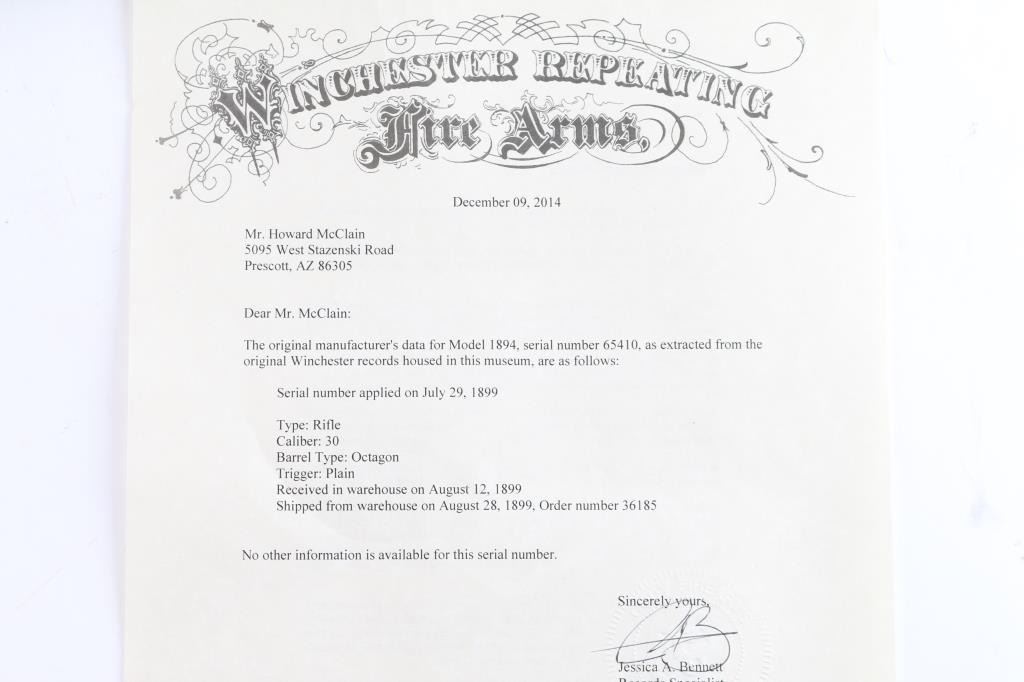 WINCHESTER REPEATING
Fire Arms.
December 09, 2014
Mr. Howard McClain
5095 West Stazenski Road
Prescott, AZ 86305
Dear Mr. McClain:
The original manufacturer's data for Model 1894, serial number 65410, as extracted from the
original Winchester records housed in this museum, are as follows:
Serial number applied on July 29, 1899
Type: Rifle
Caliber: 30
Barrel Type: Octagon
Trigger: Plain
Received in warehouse on August 12, 1899
Shipped from warehouse on August 28, 1899, Order number 36185
No other information is available for this serial number.
Sincerely yours,
Jessica A. Bennett
Records Specialist